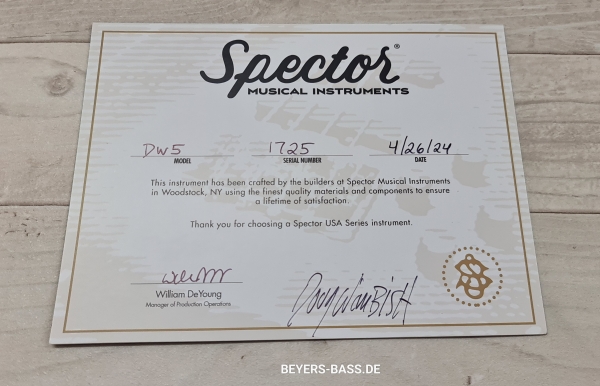 Spector®
MUSICAL INSTRUMENTS
DW5 1725 4/26/24
MODEL SERIAL NUMBER DATE
This instrument has been crafted by the builders at Spector Musical Instruments
in Woodstock, NY using the finest quality materials and components to ensure
a lifetime of satisfaction.
Thank you for choosing a Spector USA Series instrument.
William DeYoung
Manager of Production Operations
BEYERS-BASS.DE